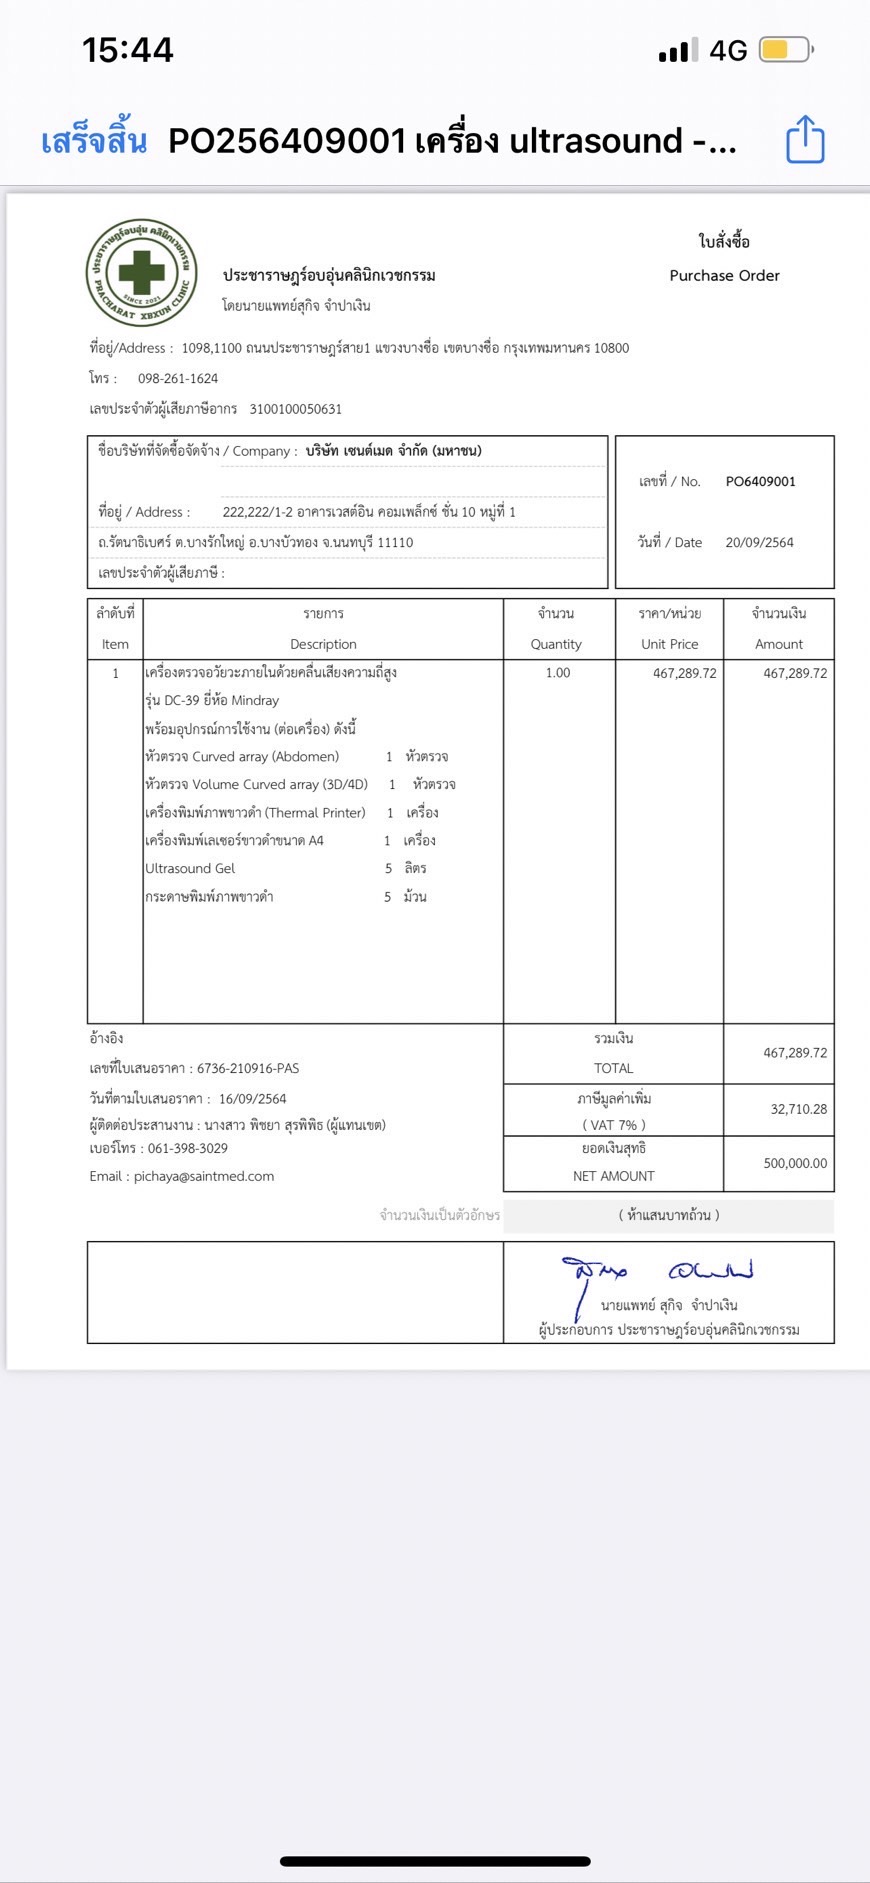 15:44
4G
เสร็จสิ้น PO256409001 เครื่อง ultrasound -...
ประชาราษฎร์อบอุ่น คลินิกเวชกรรม
SINCE 2021
PRACHARAT XBXUN CLINIC
ใบสั่งซื้อ
Purchase Order
ประชาราษฎร์อบอุ่นคลินิกเวชกรรม
โดยนายแพทย์สุกิจ จำปาเงิน
ที่อยู่/Address : 1098,1100 ถนนประชาราษฎร์สาย1 แขวงบางซื่อ เขตบางซื่อ กรุงเทพมหานคร 10800
โทร : 098-261-1624
เลขประจำตัวผู้เสียภาษีอากร 3100100050631
ชื่อบริษัทที่จัดซื้อจัดจ้าง / Company : บริษัท เซนต์เมด จำกัด (มหาชน)
เลขที่ / No. PO6409001
ที่อยู่ / Address : 222,222/1-2 อาคารเวสต์อิน คอมเพล็กซ์ ชั่น 10 หมู่ที่ 1
ถ.รัตนาธิเบศร์ ต.บางรักใหญ่ อ.บางบัวทอง จ.นนทบุรี 11110
วันที่ / Date 20/09/2564
เลขประจำตัวผู้เสียภาษี :
ลำดับที่ รายการ จำนวน ราคา/หน่วย จำนวนเงิน
Item Description Quantity Unit Price Amount
1 เครื่องตรวจอวัยวะภายในด้วยคลื่นเสียงความถี่สูง 1.00 467,289.72 467,289.72
รุ่น DC-39 ยี่ห้อ Mindray
พร้อมอุปกรณ์การใช้งาน (ต่อเครื่อง) ดังนี้
หัวตรวจ Curved array (Abdomen) 1 หัวตรวจ
หัวตรวจ Volume Curved array (3D/4D) 1 หัวตรวจ
เครื่องพิมพ์ภาพขาวดำ (Thermal Printer) 1 เครื่อง
เครื่องพิมพ์เลเซอร์ขาวดำขนาด A4 1 เครื่อง
Ultrasound Gel 5 ลิตร
กระดาษพิมพ์ภาพขาวดำ 5 ม้วน
อ้างอิง
เลขที่ใบเสนอราคา : 6736-210916-PAS
วันที่ตามใบเสนอราคา : 16/09/2564
ผู้ติดต่อประสานงาน : นางสาว พิชยา สุรพิพิธ (ผู้แทนเขต)
เบอร์โทร : 061-398-3029
Email : pichaya@saintmed.com
รวมเงิน
TOTAL
467,289.72
ภาษีมูลค่าเพิ่ม
( VAT 7% )
32,710.28
ยอดเงินสุทธิ
NET AMOUNT
500,000.00
จำนวนเงินเป็นตัวอักษร ( ห้าแสนบาทถ้วน )
นายแพทย์ สุกิจ จำปาเงิน
ผู้ประกอบการ ประชาราษฎร์อบอุ่นคลินิกเวชกรรม